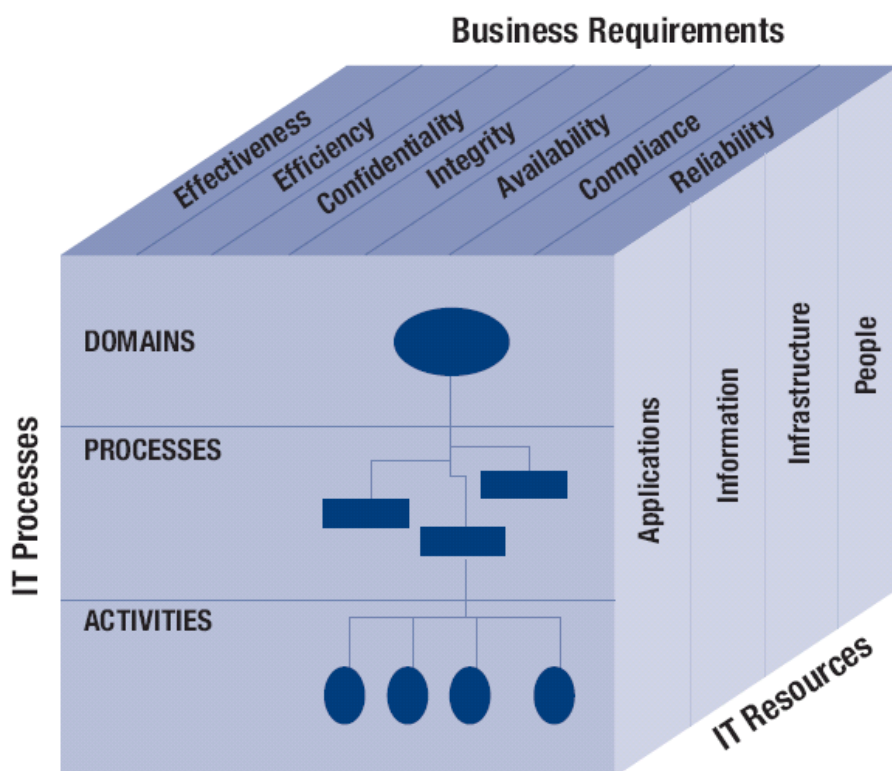 Business Requirements
Effectiveness
Efficiency
Confidentiality
Integrity
Availability
Compliance
Reliability
IT Processes
DOMAINS
PROCESSES
ACTIVITIES
Applications
Information
Infrastructure
People
IT Resources